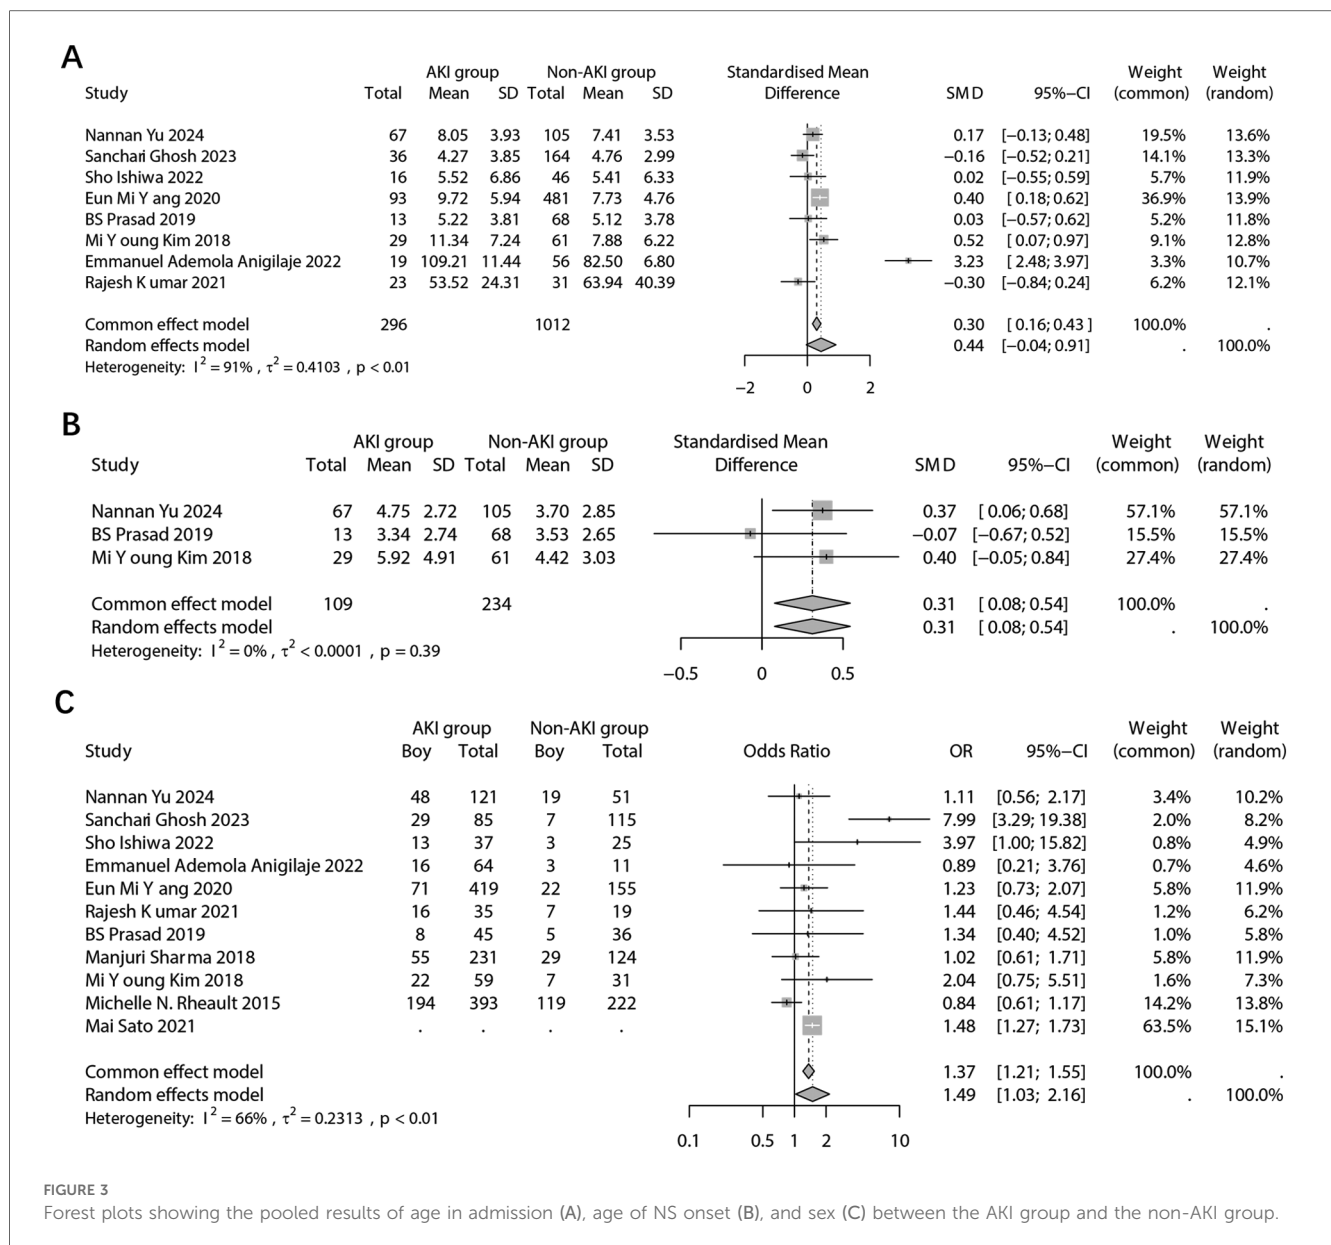 A
AKI group Non-AKI group Standardised Mean Weight Weight
Study Total Mean SD Total Mean SD Difference SMD 95%−CI (common) (random)
Nannan Yu 2024 67 8.05 3.93 105 7.41 3.53 0.17 [−0.13; 0.48] 19.5% 13.6%
Sanchari Ghosh 2023 36 4.27 3.85 164 4.76 2.99 −0.16 [−0.52; 0.21] 14.1% 13.3%
Sho Ishiwa 2022 16 5.52 6.86 46 5.41 6.33 0.02 [−0.55; 0.59] 5.7% 11.9%
Eun Mi Y ang 2020 93 9.72 5.94 481 7.73 4.76 0.40 [ 0.18; 0.62] 36.9% 13.9%
BS Prasad 2019 13 5.22 3.81 68 5.12 3.78 0.03 [−0.57; 0.62] 5.2% 11.8%
Mi Y oung Kim 2018 29 11.34 7.24 61 7.88 6.22 0.52 [ 0.07; 0.97] 9.1% 12.8%
Emmanuel Ademola Anigilaje 2022 19 109.21 11.44 56 82.50 6.80 3.23 [ 2.48; 3.97] 3.3% 10.7%
Rajesh K umar 2021 23 53.52 24.31 31 63.94 40.39 −0.30 [−0.84; 0.24] 6.2% 12.1%
Common effect model 296 1012 0.30 [ 0.16; 0.43 ] 100.0% .
Random effects model 0.44 [−0.04; 0.91] . 100.0%
Heterogeneity: I² = 91% , τ² = 0.4103 , p < 0.01
−2 0 2
B
AKI group Non-AKI group Standardised Mean Weight Weight
Study Total Mean SD Total Mean SD Difference SMD 95%−CI (common) (random)
Nannan Yu 2024 67 4.75 2.72 105 3.70 2.85 0.37 [ 0.06; 0.68] 57.1% 57.1%
BS Prasad 2019 13 3.34 2.74 68 3.53 2.65 −0.07 [−0.67; 0.52] 15.5% 15.5%
Mi Y oung Kim 2018 29 5.92 4.91 61 4.42 3.03 0.40 [−0.05; 0.84] 27.4% 27.4%
Common effect model 109 234 0.31 [ 0.08; 0.54] 100.0% .
Random effects model 0.31 [ 0.08; 0.54] . 100.0%
Heterogeneity: I² = 0% , τ² < 0.0001 , p = 0.39
−0.5 0 0.5
C
AKI group Non-AKI group Weight Weight
Study Boy Total Boy Total Odds Ratio OR 95%−CI (common) (random)
Nannan Yu 2024 48 121 19 51 1.11 [0.56; 2.17] 3.4% 10.2%
Sanchari Ghosh 2023 29 85 7 115 7.99 [3.29; 19.38] 2.0% 8.2%
Sho Ishiwa 2022 13 37 3 25 3.97 [1.00; 15.82] 0.8% 4.9%
Emmanuel Ademola Anigilaje 2022 16 64 3 11 0.89 [0.21; 3.76] 0.7% 4.6%
Eun Mi Y ang 2020 71 419 22 155 1.23 [0.73; 2.07] 5.8% 11.9%
Rajesh K umar 2021 16 35 7 19 1.44 [0.46; 4.54] 1.2% 6.2%
BS Prasad 2019 8 45 5 36 1.34 [0.40; 4.52] 1.0% 5.8%
Manjuri Sharma 2018 55 231 29 124 1.02 [0.61; 1.71] 5.8% 11.9%
Mi Y oung Kim 2018 22 59 7 31 2.04 [0.75; 5.51] 1.6% 7.3%
Michelle N. Rheault 2015 194 393 119 222 0.84 [0.61; 1.17] 14.2% 13.8%
Mai Sato 2021 . . . . 1.48 [1.27; 1.73] 63.5% 15.1%
Common effect model 1.37 [1.21; 1.55] 100.0% .
Random effects model 1.49 [1.03; 2.16] . 100.0%
Heterogeneity: I² = 66% , τ² = 0.2313 , p < 0.01
0.1 0.5 1 2 10
FIGURE 3
Forest plots showing the pooled results of age in admission (A), age of NS onset (B), and sex (C) between the AKI group and the non-AKI group.